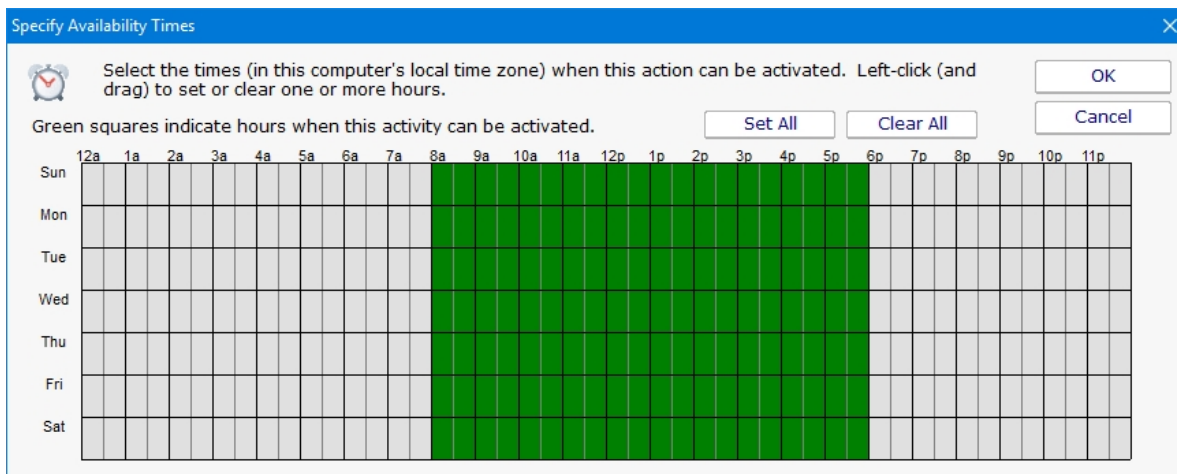 Specify Availability Times
Select the times (in this computer's local time zone) when this action can be activated.  Left-click (and
drag) to set or clear one or more hours.
OK
Cancel
Green squares indicate hours when this activity can be activated.
Set All
Clear All
12a 1a 2a 3a 4a 5a 6a 7a 8a 9a 10a 11a 12p 1p 2p 3p 4p 5p 6p 7p 8p 9p 10p 11p
Sun
Mon
Tue
Wed
Thu
Fri
Sat